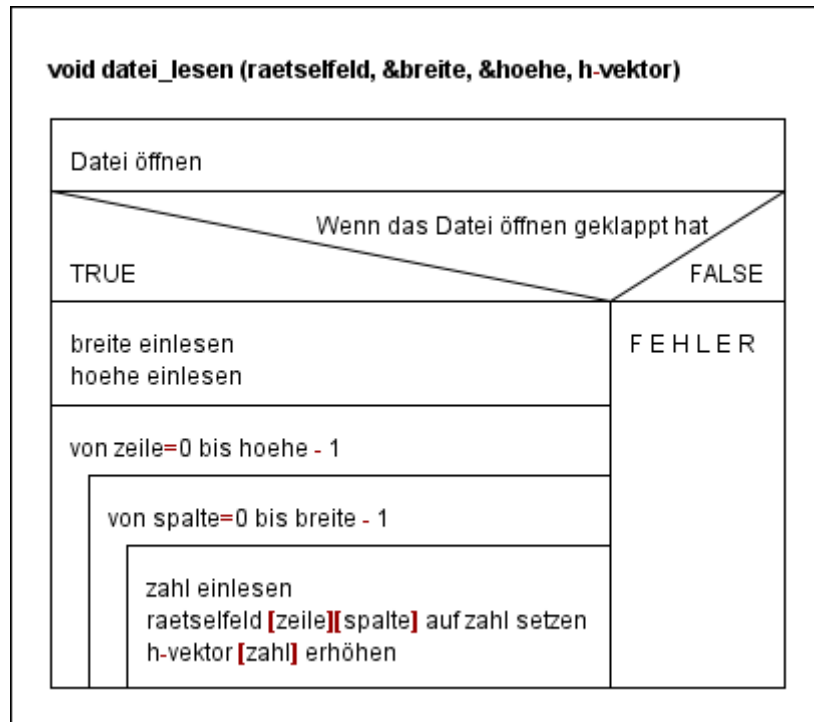 void datei_lesen (raetselfeld, &breite, &hoehe, h-vektor)
Datei öffnen
Wenn das Datei öffnen geklappt hat
TRUE
FALSE
breite einlesen
hoehe einlesen
F E H L E R
von zeile=0 bis hoehe - 1
von spalte=0 bis breite - 1
zahl einlesen
raetselfeld [zeile][spalte] auf zahl setzen
h-vektor [zahl] erhöhen